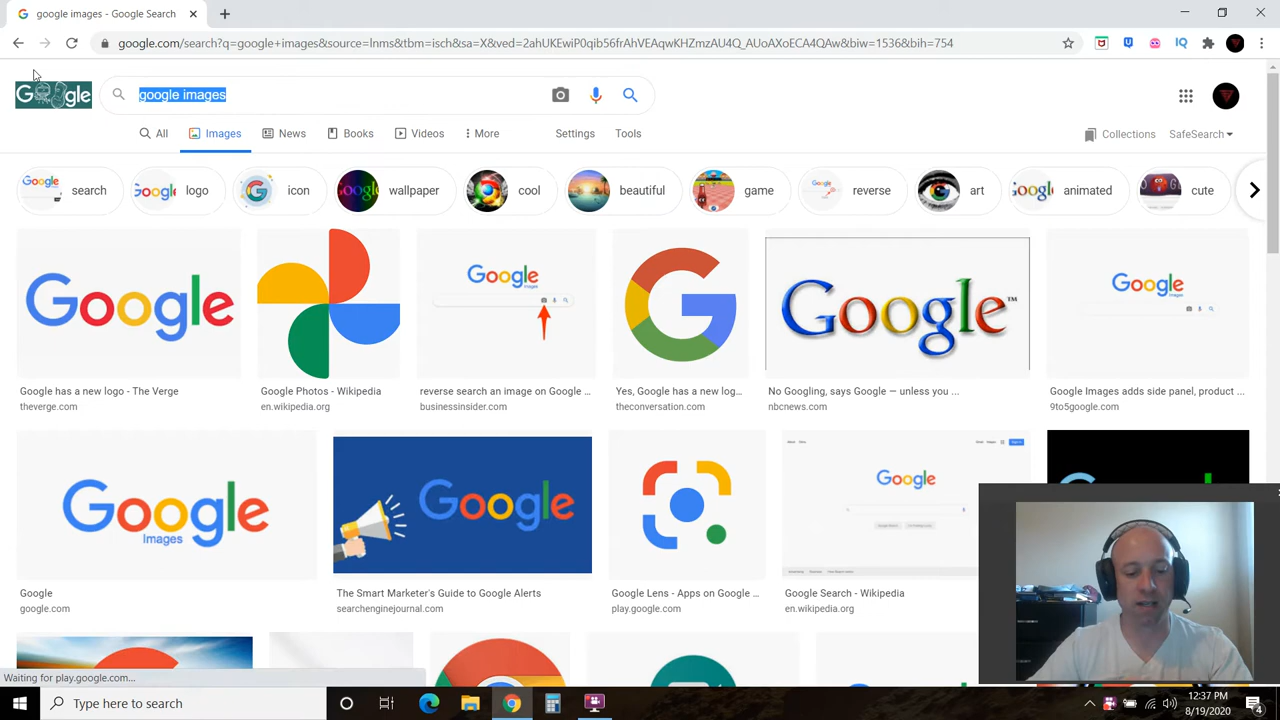 google images - Google Search
google.com/search?q=google+images&source=lnms&tbm=isch&sa=X&ved=2ahUKEwiP0qib56frAhVEAqwKHZmzAU4Q_AUoAXoECA4QAw&biw=1536&bih=754
IQ
Google google images
All Images News Books Videos More Settings Tools Collections SafeSearch
search logo icon wallpaper cool beautiful game reverse art animated cute
Google
Google Images
Google™
Google Images
Google has a new logo - The Verge
theverge.com
Google Photos - Wikipedia
en.wikipedia.org
reverse search an image on Google ...
businessinsider.com
Yes, Google has a new log...
theconversation.com
No Googling, says Google — unless you ...
nbcnews.com
Google Images adds side panel, product ...
9to5google.com
Google
Images
Google
Google
Google
google.com
The Smart Marketer's Guide to Google Alerts
searchenginejournal.com
Google Lens - Apps on Google ...
play.google.com
Google Search - Wikipedia
en.wikipedia.org
Waiting for play.google.com...
Type here to search
12:37 PM
8/19/2020
4